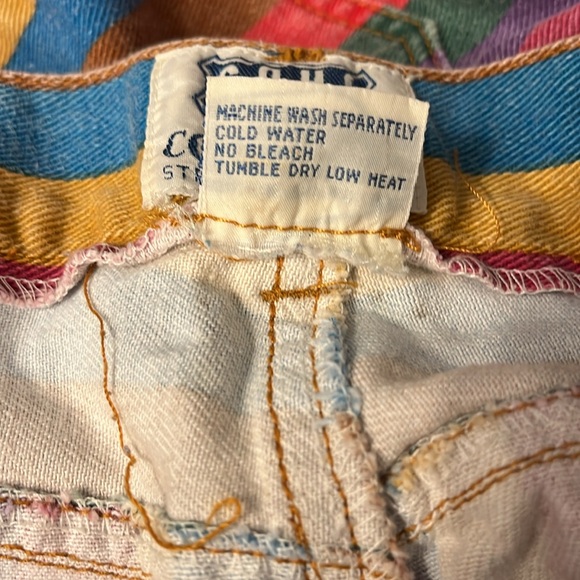 MACHINE WASH SEPARATELY
COLD WATER
NO BLEACH
TUMBLE DRY LOW HEAT